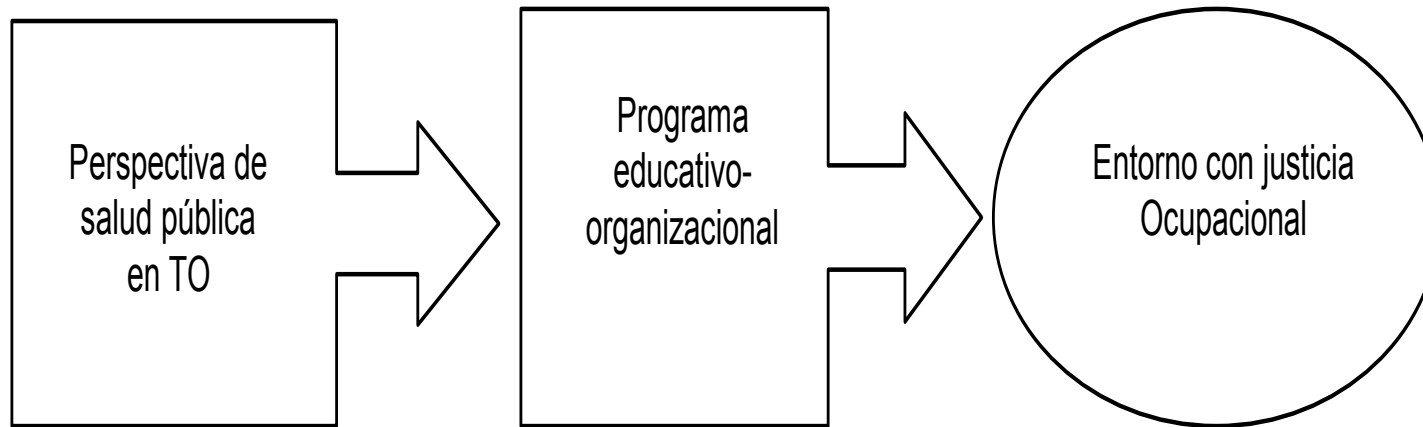 Perspectiva de
salud pública
en TO
Programa
educativo-
organizacional
Entorno con justicia
Ocupacional